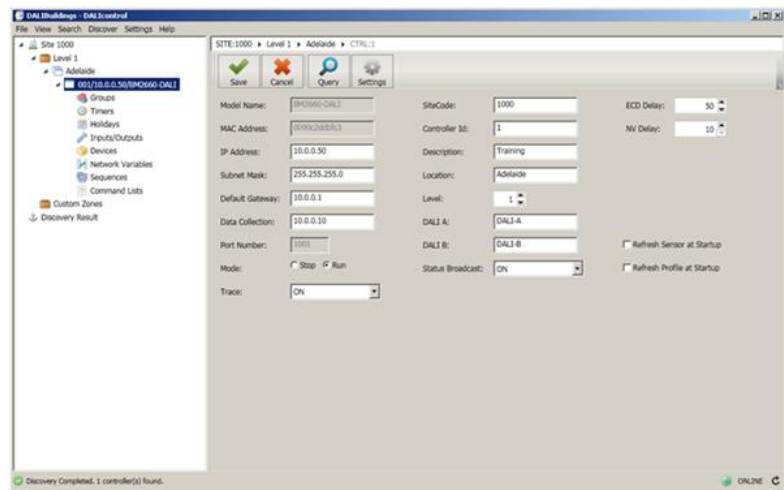 DALIBuildings - DALIcontrol
File View Search Discover Settings Help
Site 1000
Level 1
Adelaide
001/10.0.0.50/BM2660-DALI
Groups
Timers
Holidays
Inputs/Outputs
Devices
Network Variables
Sequences
Command Lists
Custom Zones
Discovery Result
SITE:1000 Level 1 Adelaide CTRL:1
Save Cancel Query Settings
Model Name: BM2660-DALI SiteCode: 1000 ECD Delay: 50
MAC Address: Controller Id: 1 NV Delay: 10
IP Address: 10.0.0.50 Description: Training
Subnet Mask: 255.255.255.0 Location: Adelaide
Default Gateway: 10.0.0.1 Level: 1
Data Collection: 10.0.0.10 DALI A: DALI-A
Port Number: 1001 DALI B: DALI-B Refresh Sensor at Startup
Mode: Stop Run Status Broadcast: ON Refresh Profile at Startup
Trace: ON
Discovery Completed. 1 controller(s) found. ONLINE